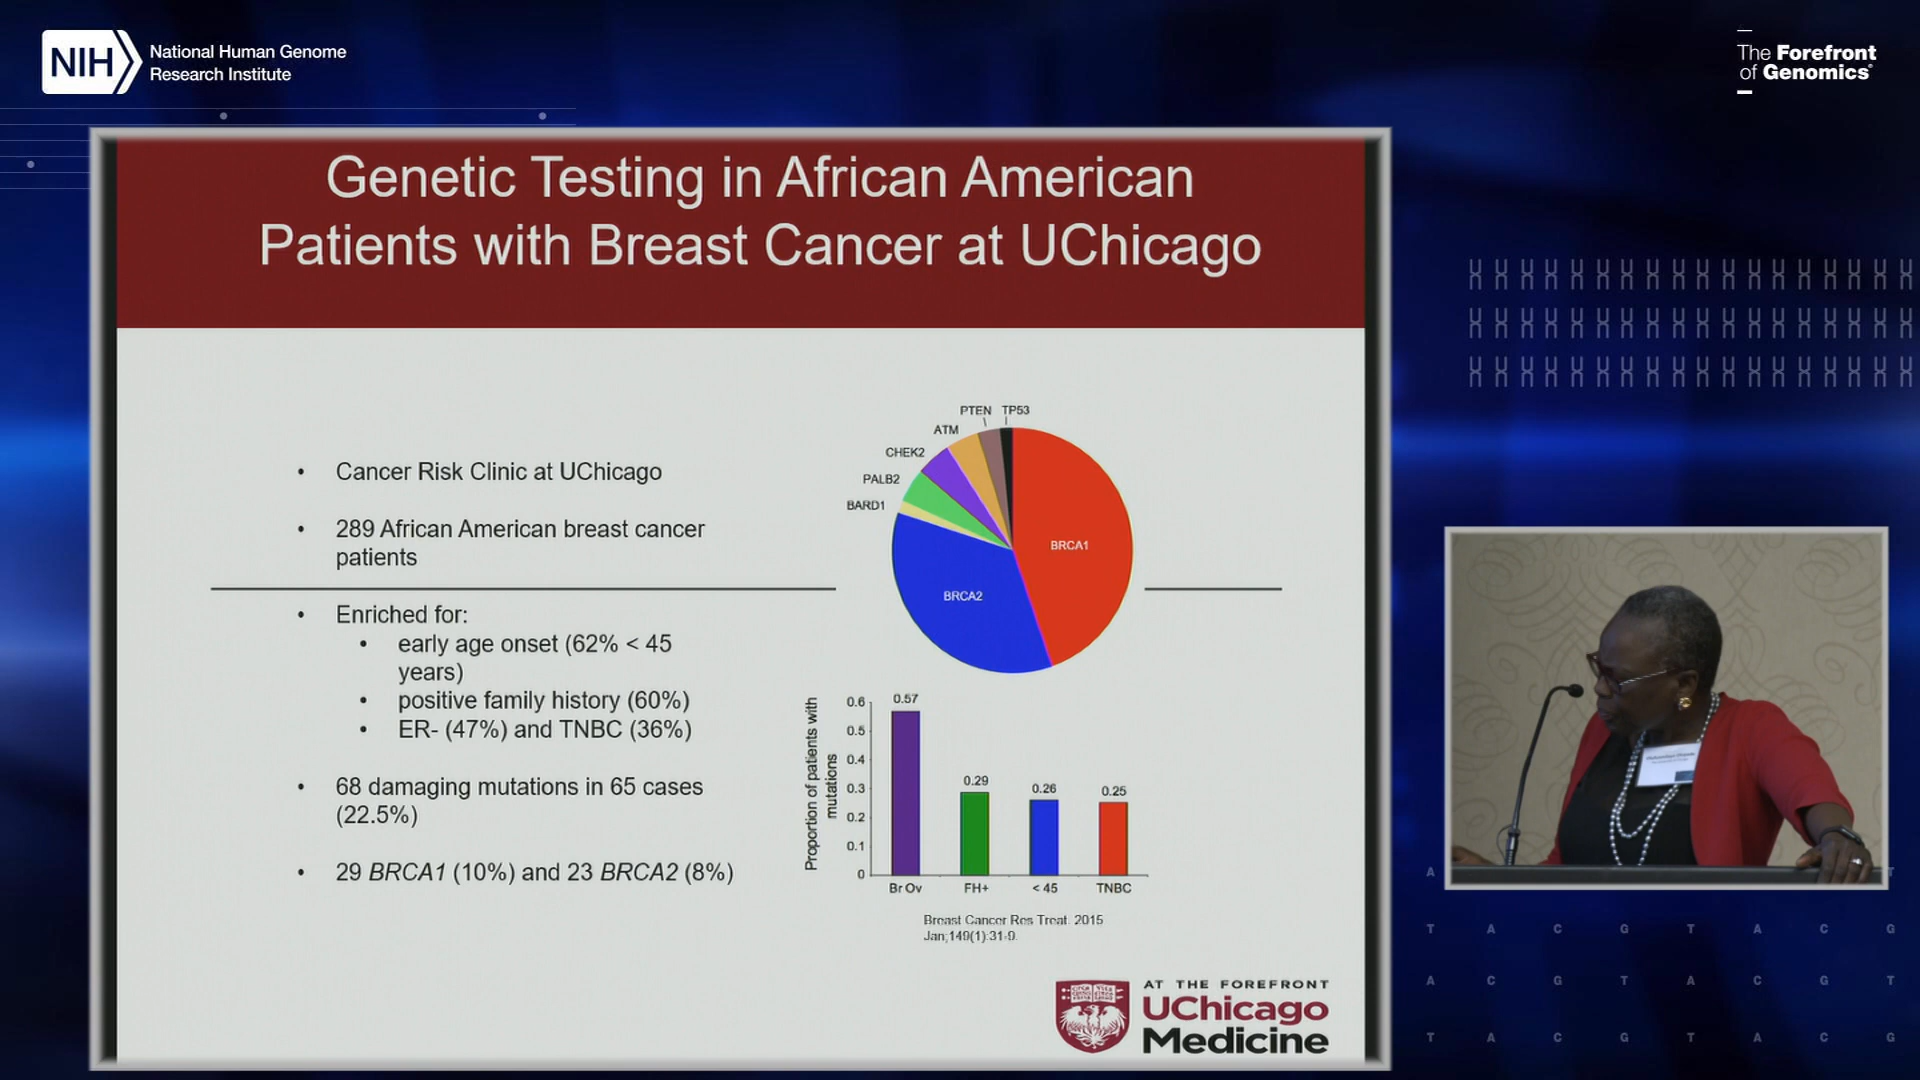 NIH
National Human Genome
Research Institute
The Forefront
of Genomics
Genetic Testing in African American
Patients with Breast Cancer at UChicago
• Cancer Risk Clinic at UChicago
• 289 African American breast cancer
patients
• Enriched for:
• early age onset (62% < 45
years)
• positive family history (60%)
• ER- (47%) and TNBC (36%)
• 68 damaging mutations in 65 cases
(22.5%)
• 29 BRCA1 (10%) and 23 BRCA2 (8%)
PTEN TP53
ATM
CHEK2
PALB2
BARD1
BRCA1
BRCA2
Proportion of patients with
mutations
0.6
0.5
0.4
0.3
0.2
0.1
0
0.57
0.29
0.26
0.25
Br Ov FH+ < 45 TNBC
Breast Cancer Res Treat. 2015
Jan;149(1):31-9.
AT THE FOREFRONT
UChicago
Medicine
A T
T A C G T A C G
A C G T A C G T
T A C G T A C G